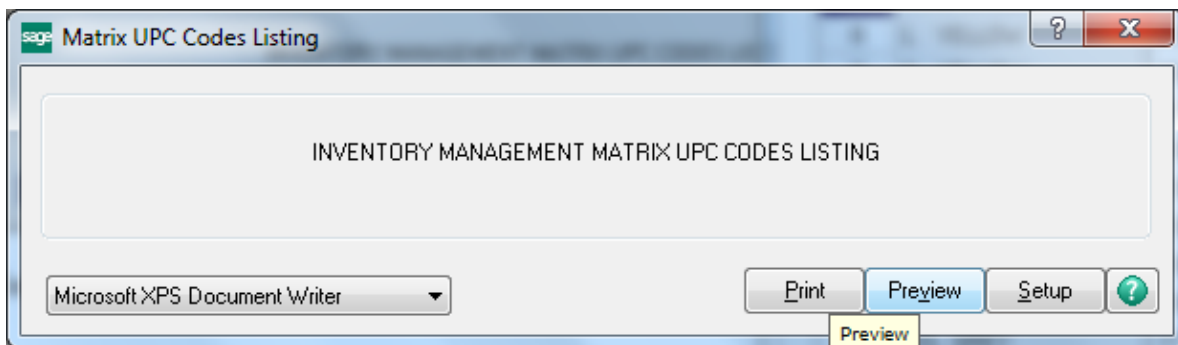 sage Matrix UPC Codes Listing
INVENTORY MANAGEMENT MATRIX UPC CODES LISTING
Microsoft XPS Document Writer Print Preview Setup
Preview